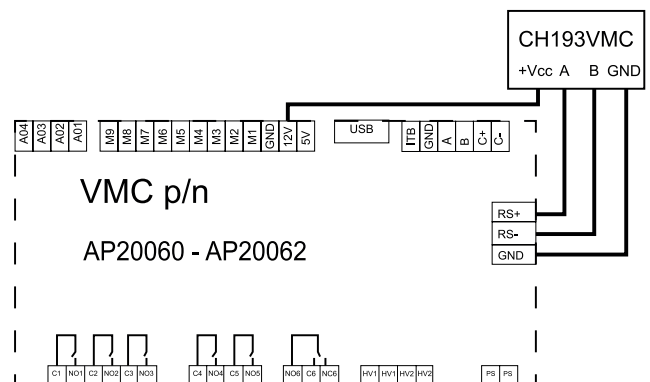 CH193VMC
+Vcc A B GND
A04 A03 A02 A01 M9 M8 M7 M6 M5 M4 M3 M2 M1 GND 12V 5V USB ITB GND A B C+ C-
VMC p/n
RS+
RS-
AP20060 - AP20062
GND
C1 NO1 C2 NO2 C3 NO3 C4 NO4 C5 NO5 NO6 C6 NC6 HV1 HV1 HV2 HV2 PS PS